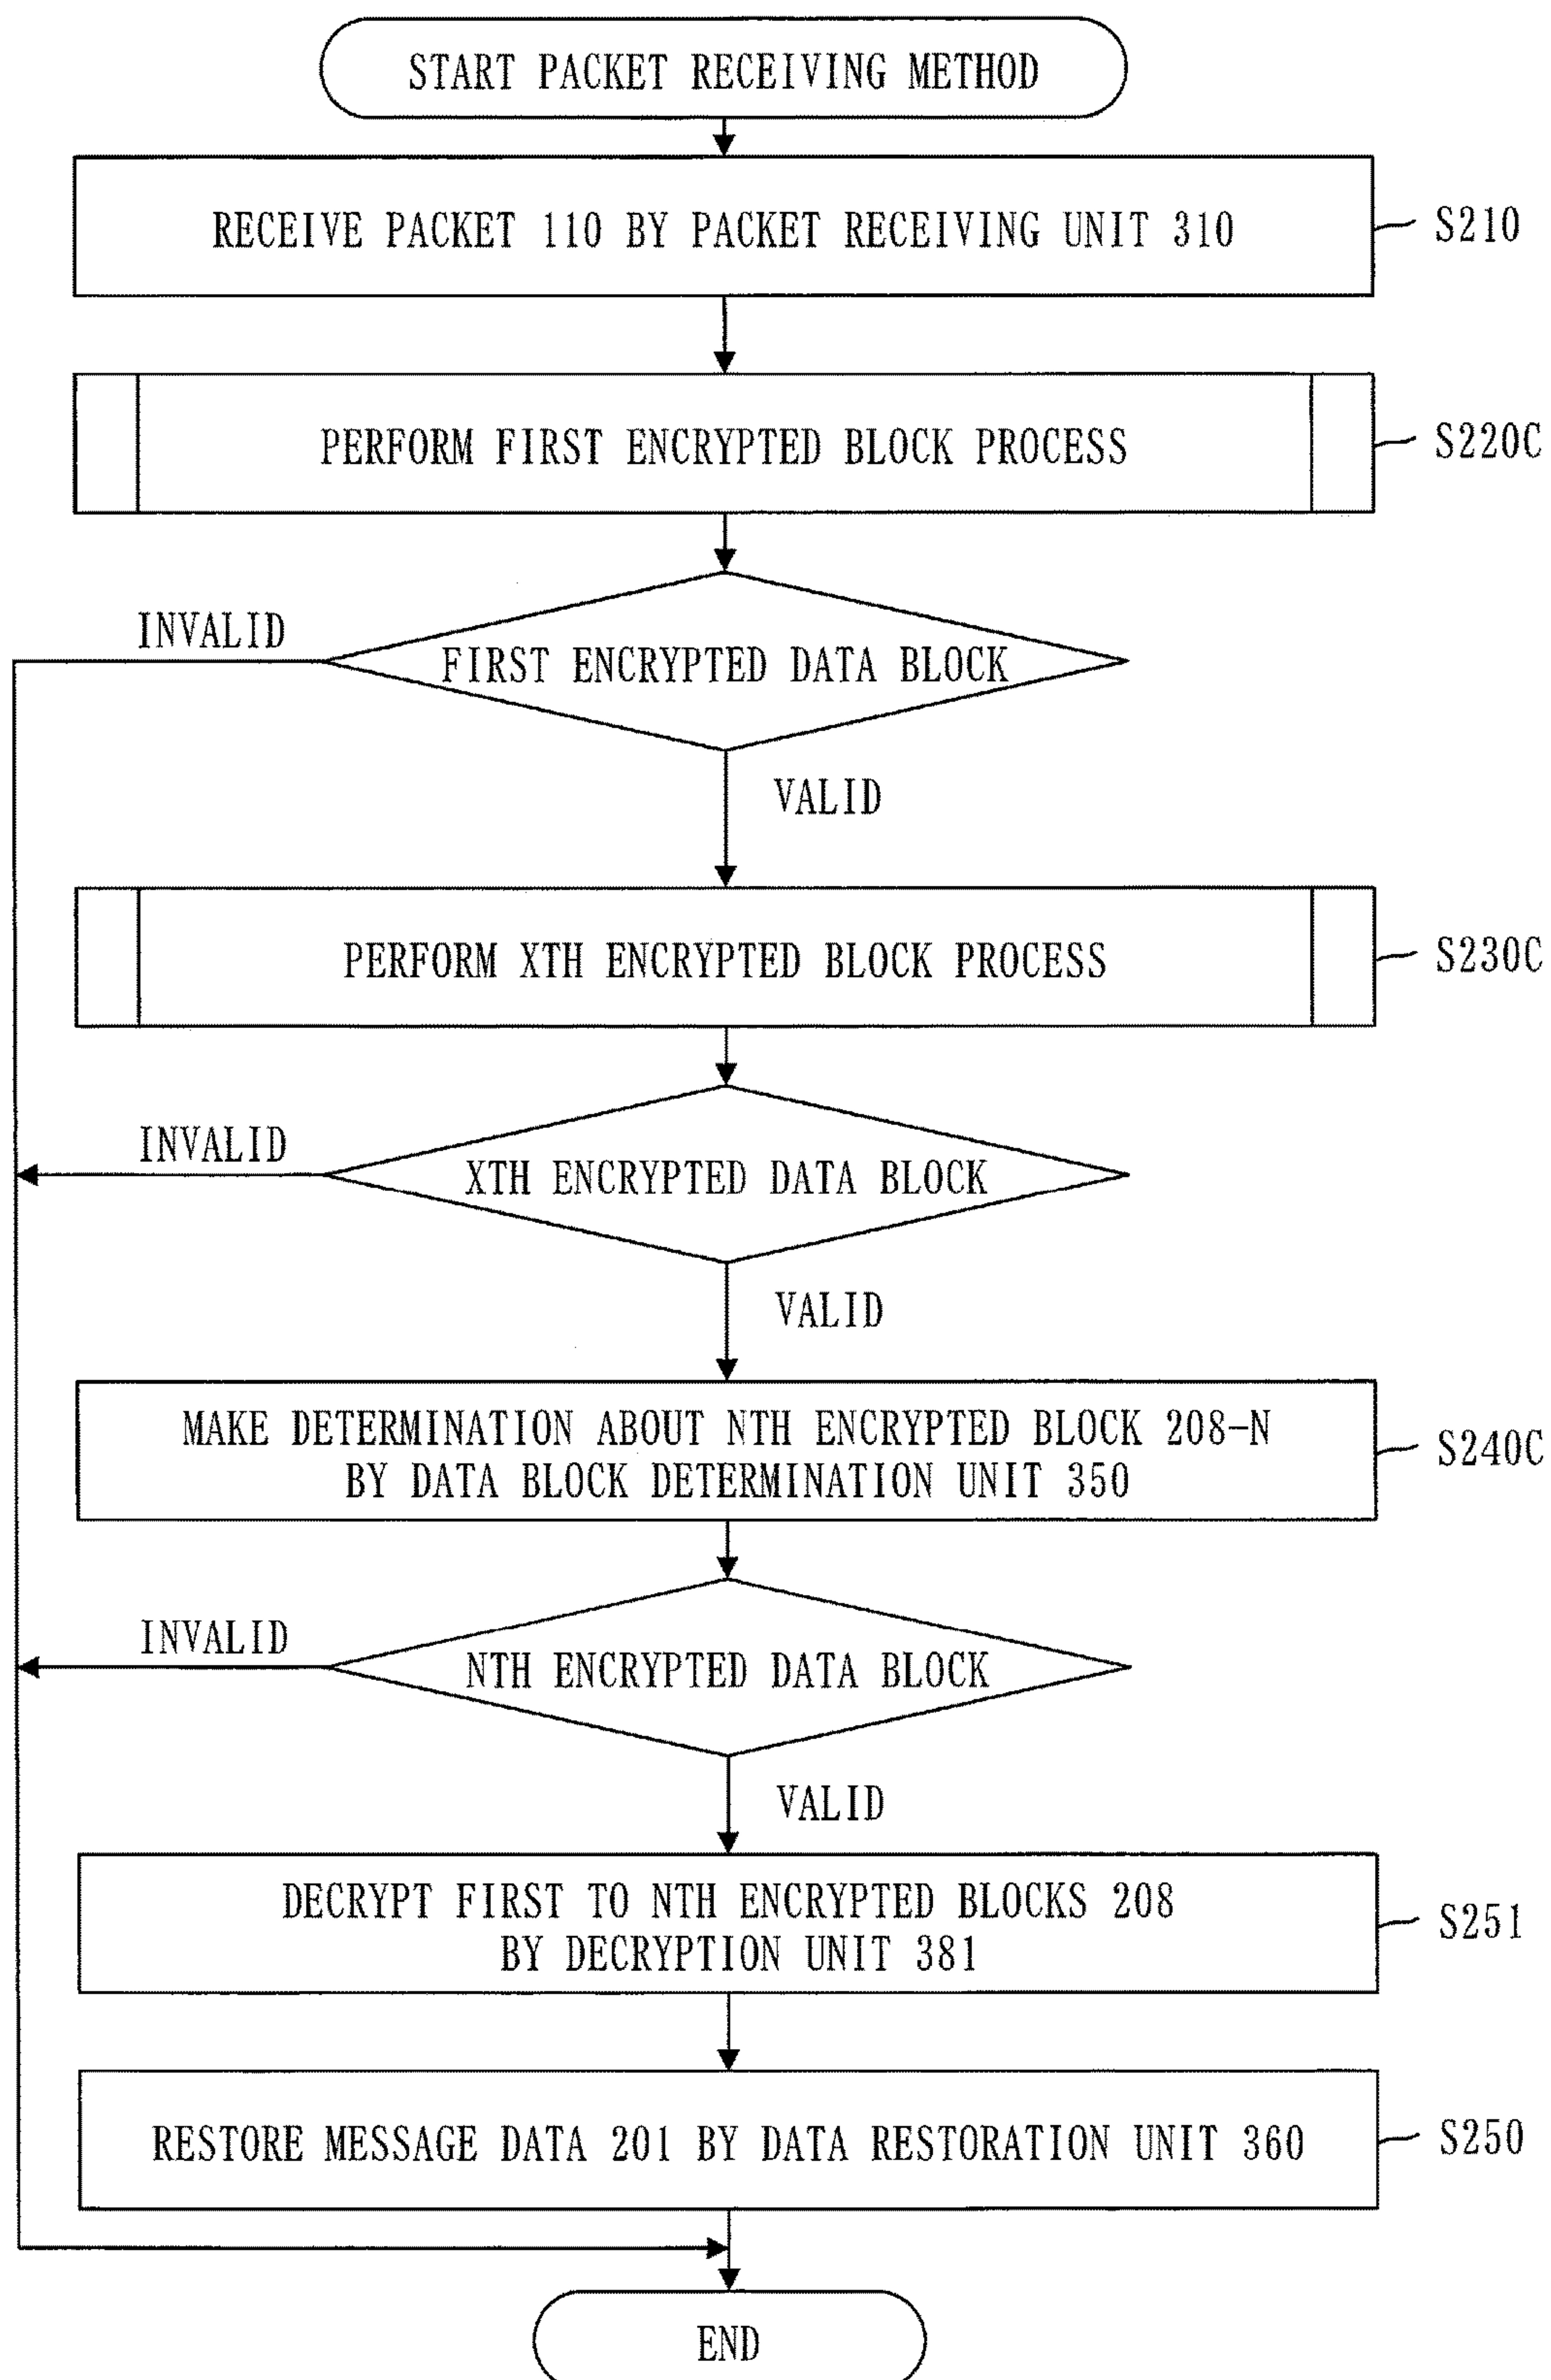 START PACKET RECEIVING METHOD
RECEIVE PACKET 110 BY PACKET RECEIVING UNIT 310
S210
PERFORM FIRST ENCRYPTED BLOCK PROCESS
S220C
INVALID
FIRST ENCRYPTED DATA BLOCK
VALID
PERFORM XTH ENCRYPTED BLOCK PROCESS
S230C
INVALID
XTH ENCRYPTED DATA BLOCK
VALID
MAKE DETERMINATION ABOUT NTH ENCRYPTED BLOCK 208-N
BY DATA BLOCK DETERMINATION UNIT 350
S240C
INVALID
NTH ENCRYPTED DATA BLOCK
VALID
DECRYPT FIRST TO NTH ENCRYPTED BLOCKS 208
BY DECRYPTION UNIT 381
S251
RESTORE MESSAGE DATA 201 BY DATA RESTORATION UNIT 360
S250
END